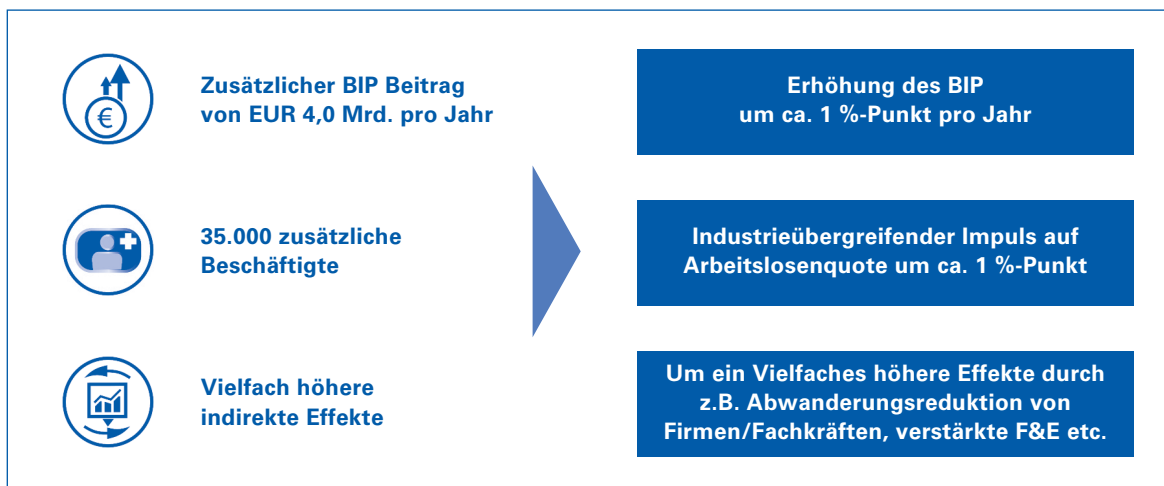 Zusätzlicher BIP Beitrag
von EUR 4,0 Mrd. pro Jahr
Erhöhung des BIP
um ca. 1 %-Punkt pro Jahr
35.000 zusätzliche
Beschäftigte
Industrieübergreifender Impuls auf
Arbeitslosenquote um ca. 1 %-Punkt
Vielfach höhere
indirekte Effekte
Um ein Vielfaches höhere Effekte durch
z.B. Abwanderungsreduktion von
Firmen/Fachkräften, verstärkte F&E etc.